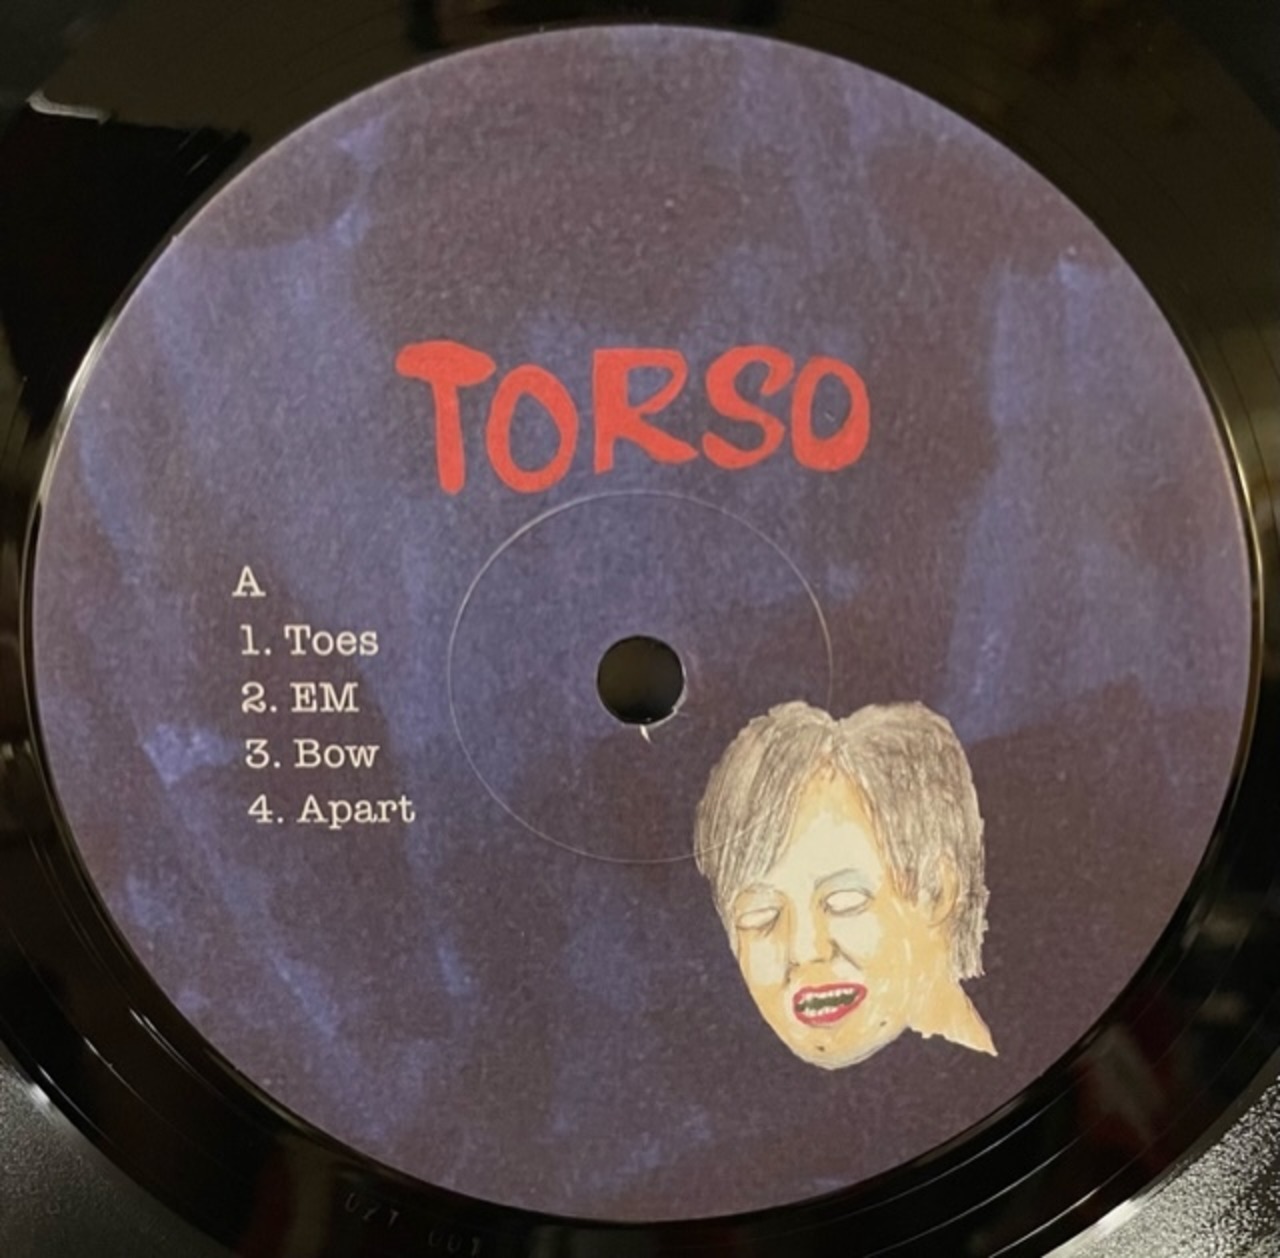 TORSO
A
1. Toes
2. EM
3. Bow
4. Apart